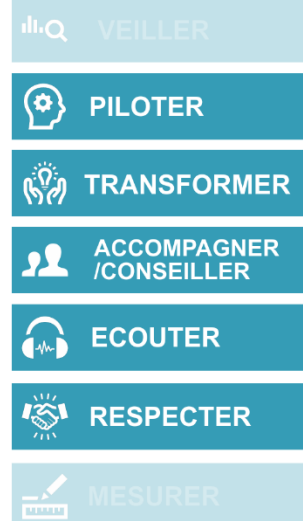 VEILLER
PILOTER
TRANSFORMER
ACCOMPAGNER
/CONSEILLER
ECOUTER
RESPECTER
MESURER